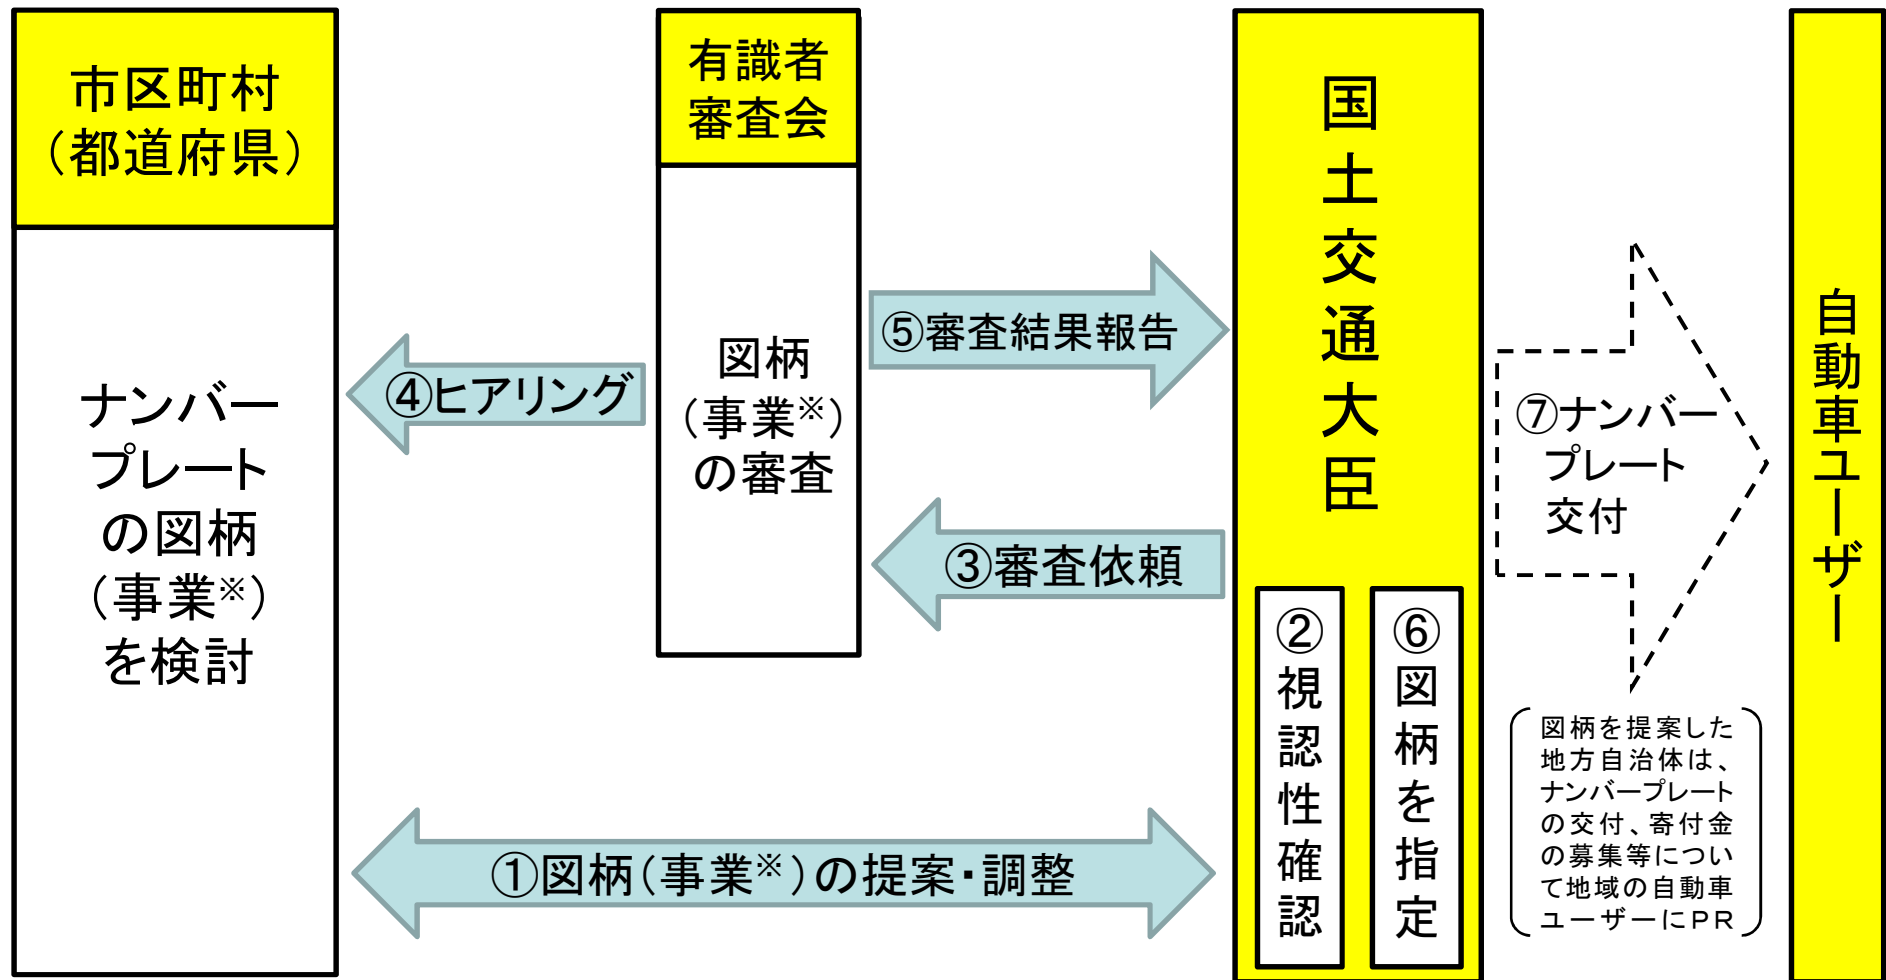 市区町村
（都道府県）
ナンバー
プレート
の図柄
（事業※）
を検討
有識者
審査会
図柄
（事業※）
の審査
④ヒアリング
⑤審査結果報告
③審査依頼
①図柄（事業※）の提案・調整
国土交通大臣
②視認性確認
⑥図柄を指定
⑦ナンバー
プレート
交付
図柄を提案した
地方自治体は、
ナンバープレート
の交付、寄付金
の募集等につい
て地域の自動車
ユーザーにＰＲ
自動車ユーザー